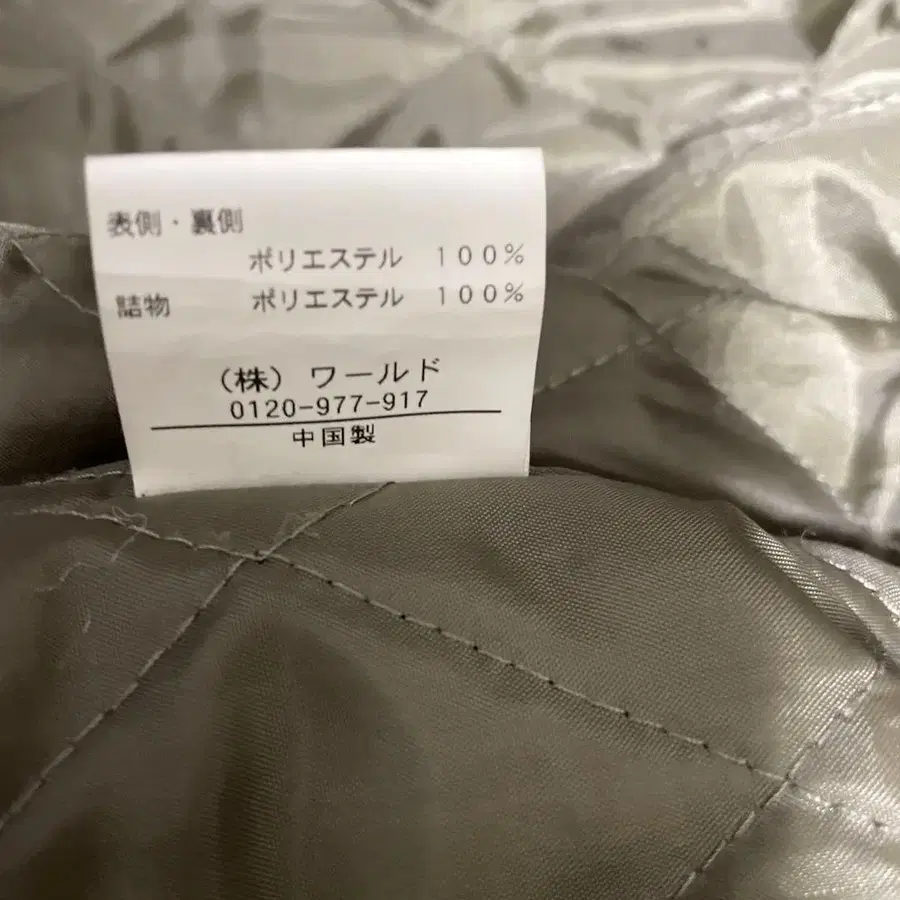 表側・裏側
ポリエステル 100%
詰物 ポリエステル 100%
(株) ワールド
0120-977-917
中国製